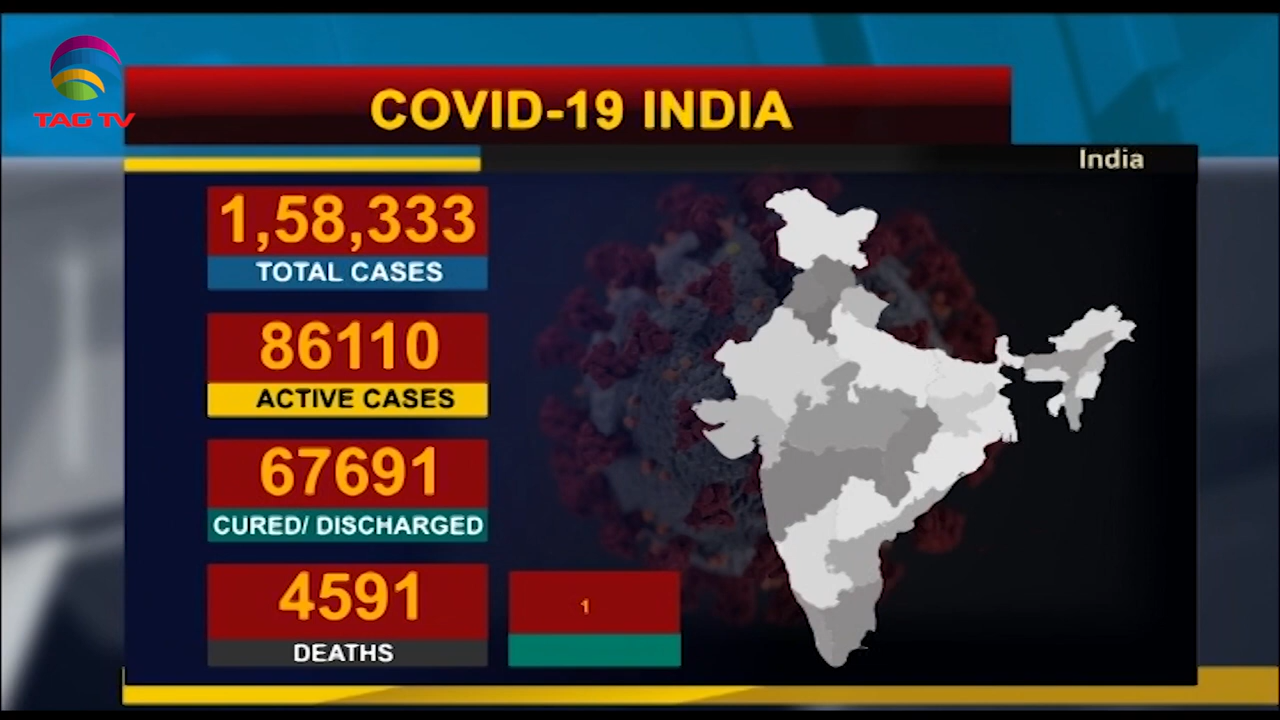 TAG TV
COVID-19 INDIA
India
1,58,333
TOTAL CASES
86110
ACTIVE CASES
67691
CURED/ DISCHARGED
4591
DEATHS
1